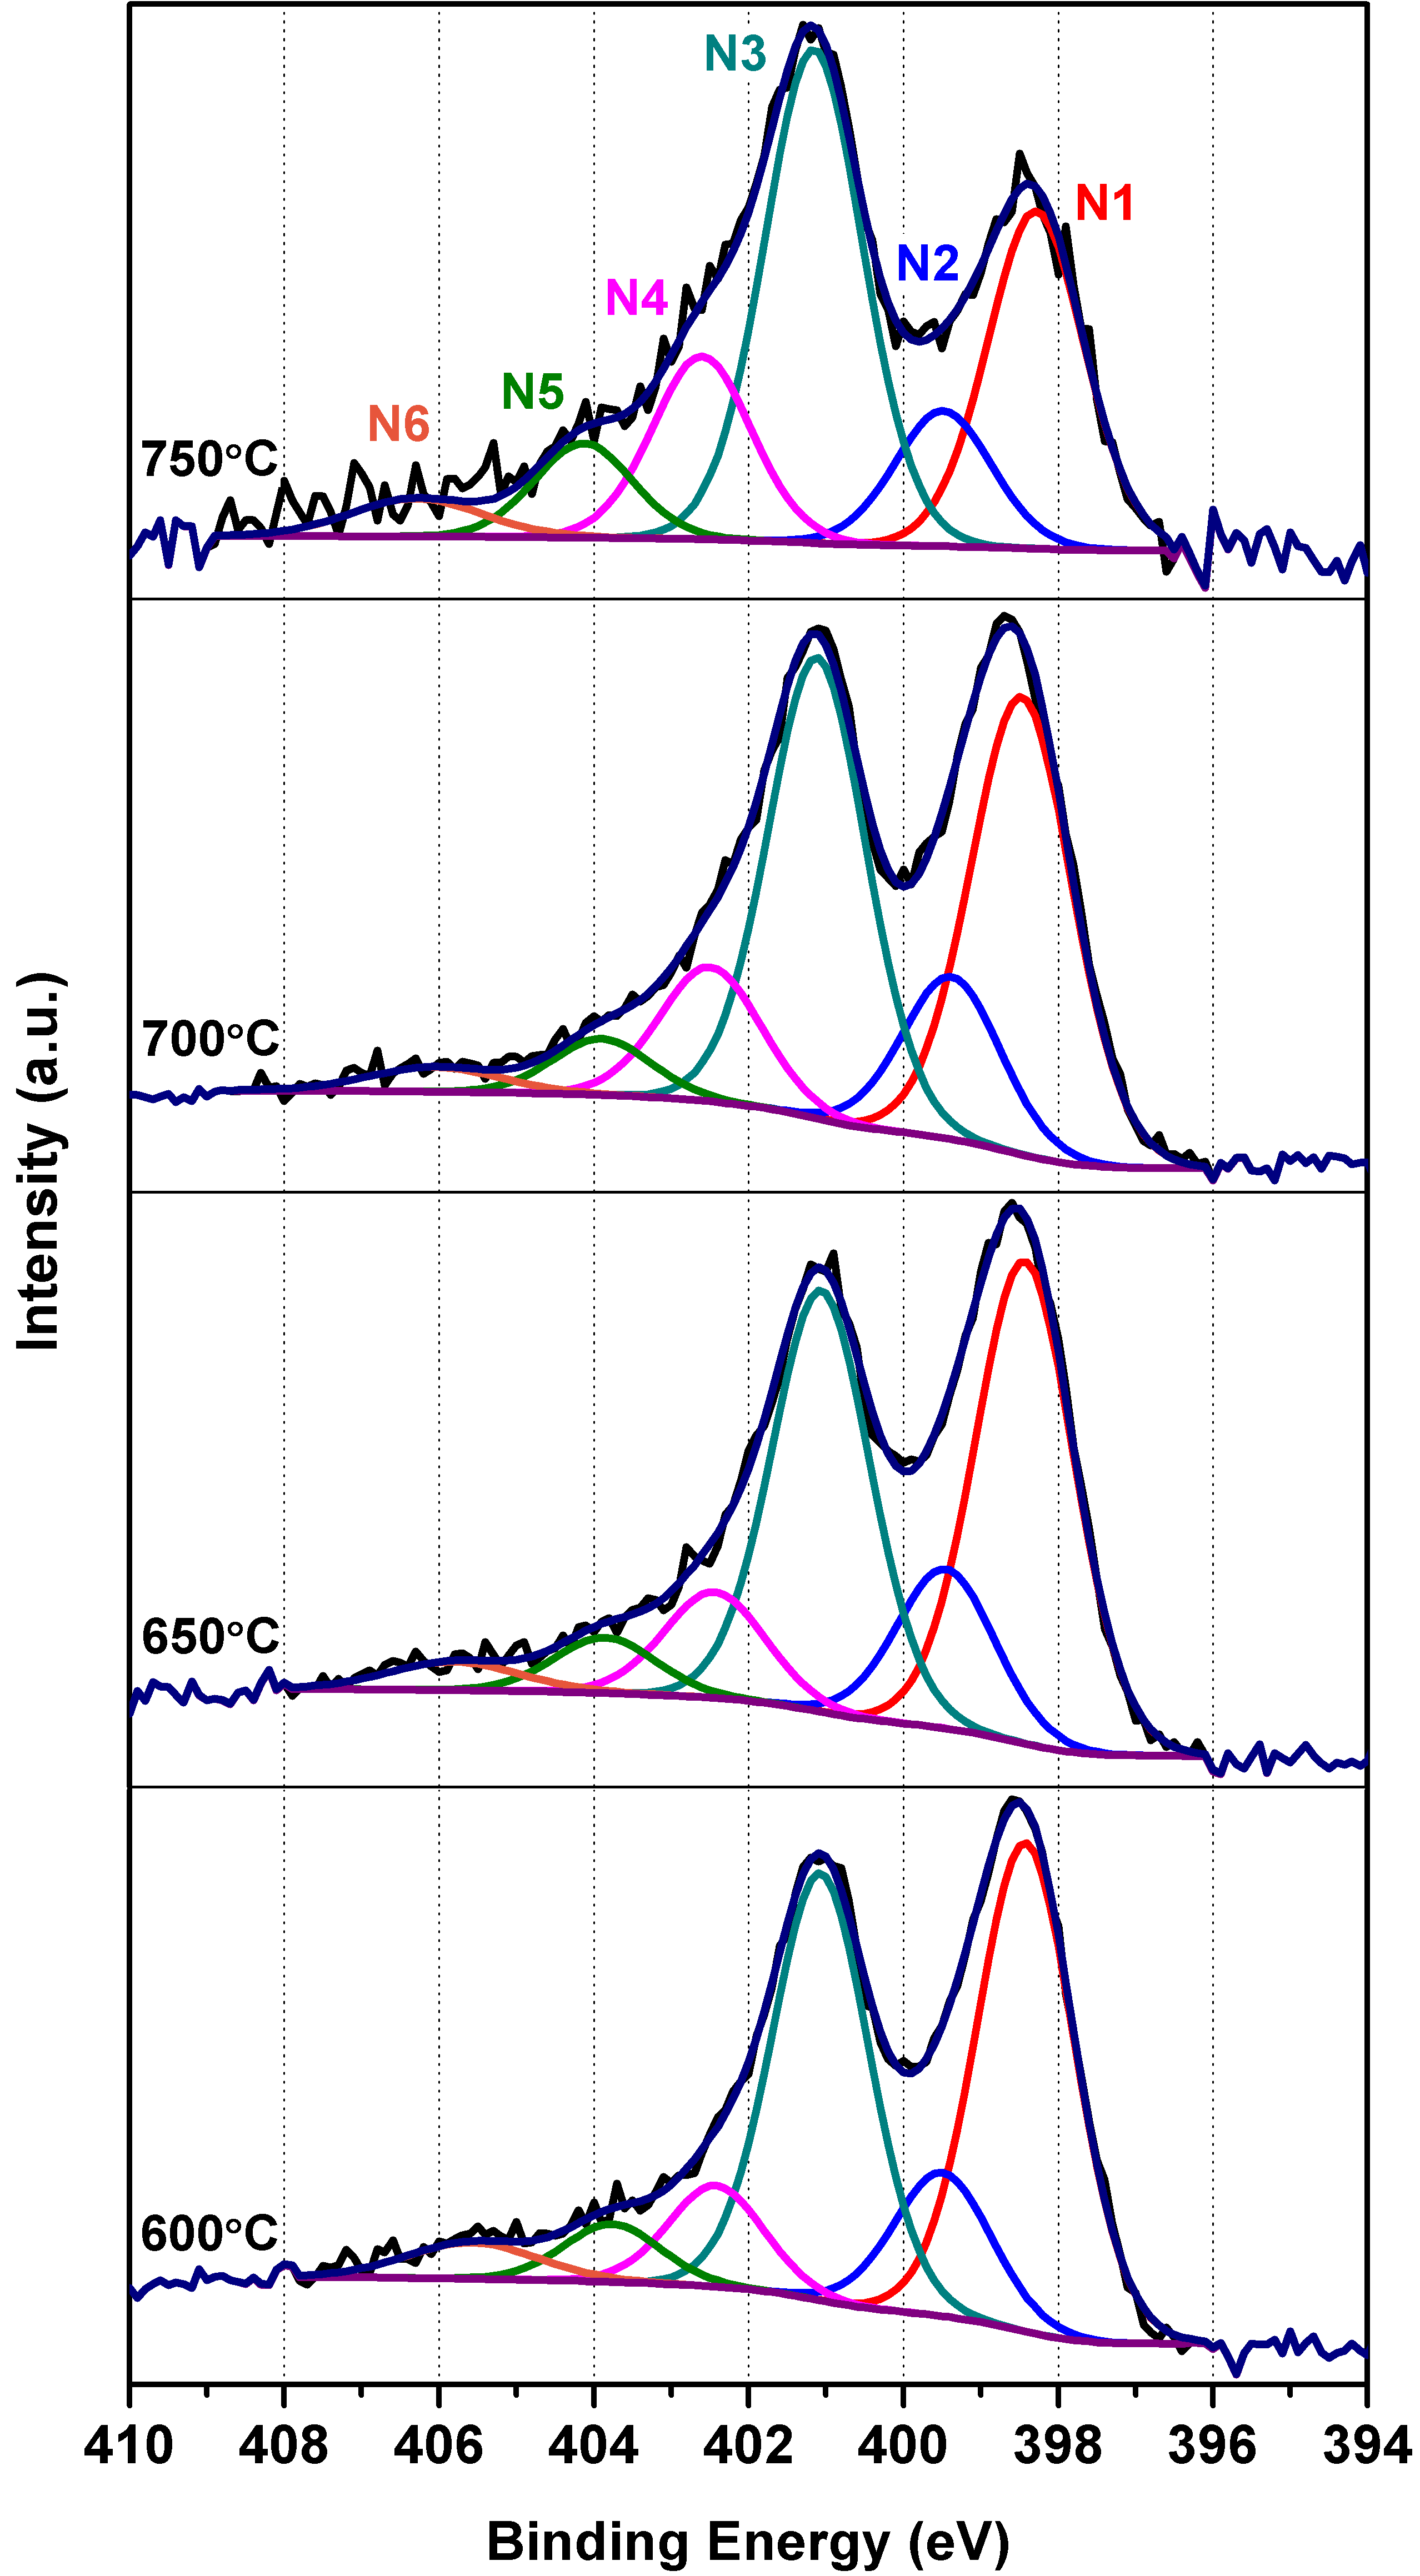 N3
N1
N2
N4
N5
N6
750°C
700°C
Intensity (a.u.)
650°C
600°C
410 408 406 404 402 400 398 396 394
Binding Energy (eV)